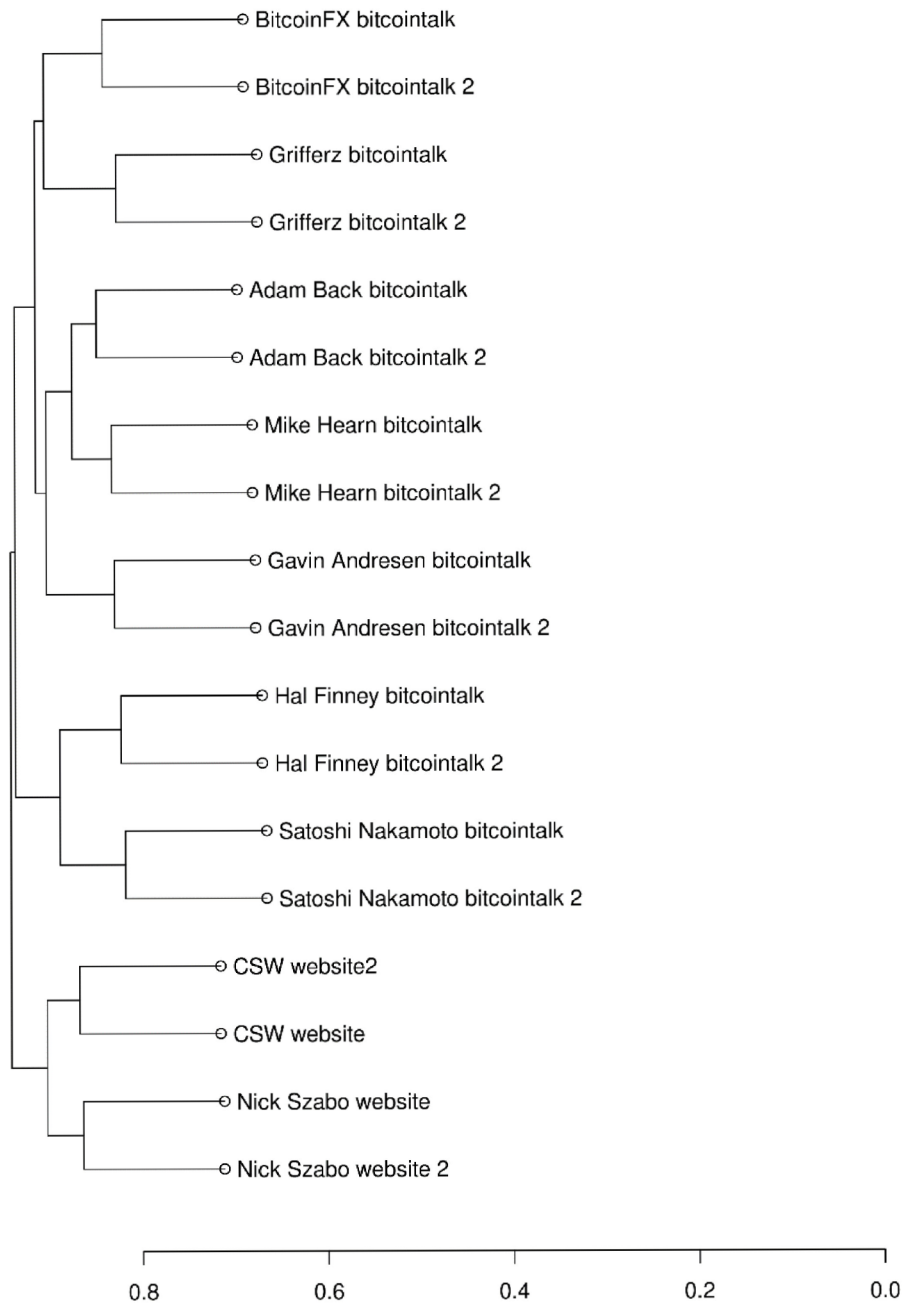 BitcoinFX bitcointalk
BitcoinFX bitcointalk 2
Grifferz bitcointalk
Grifferz bitcointalk 2
Adam Back bitcointalk
Adam Back bitcointalk 2
Mike Hearn bitcointalk
Mike Hearn bitcointalk 2
Gavin Andresen bitcointalk
Gavin Andresen bitcointalk 2
Hal Finney bitcointalk
Hal Finney bitcointalk 2
Satoshi Nakamoto bitcointalk
Satoshi Nakamoto bitcointalk 2
CSW website2
CSW website
Nick Szabo website
Nick Szabo website 2
0.8 0.6 0.4 0.2 0.0